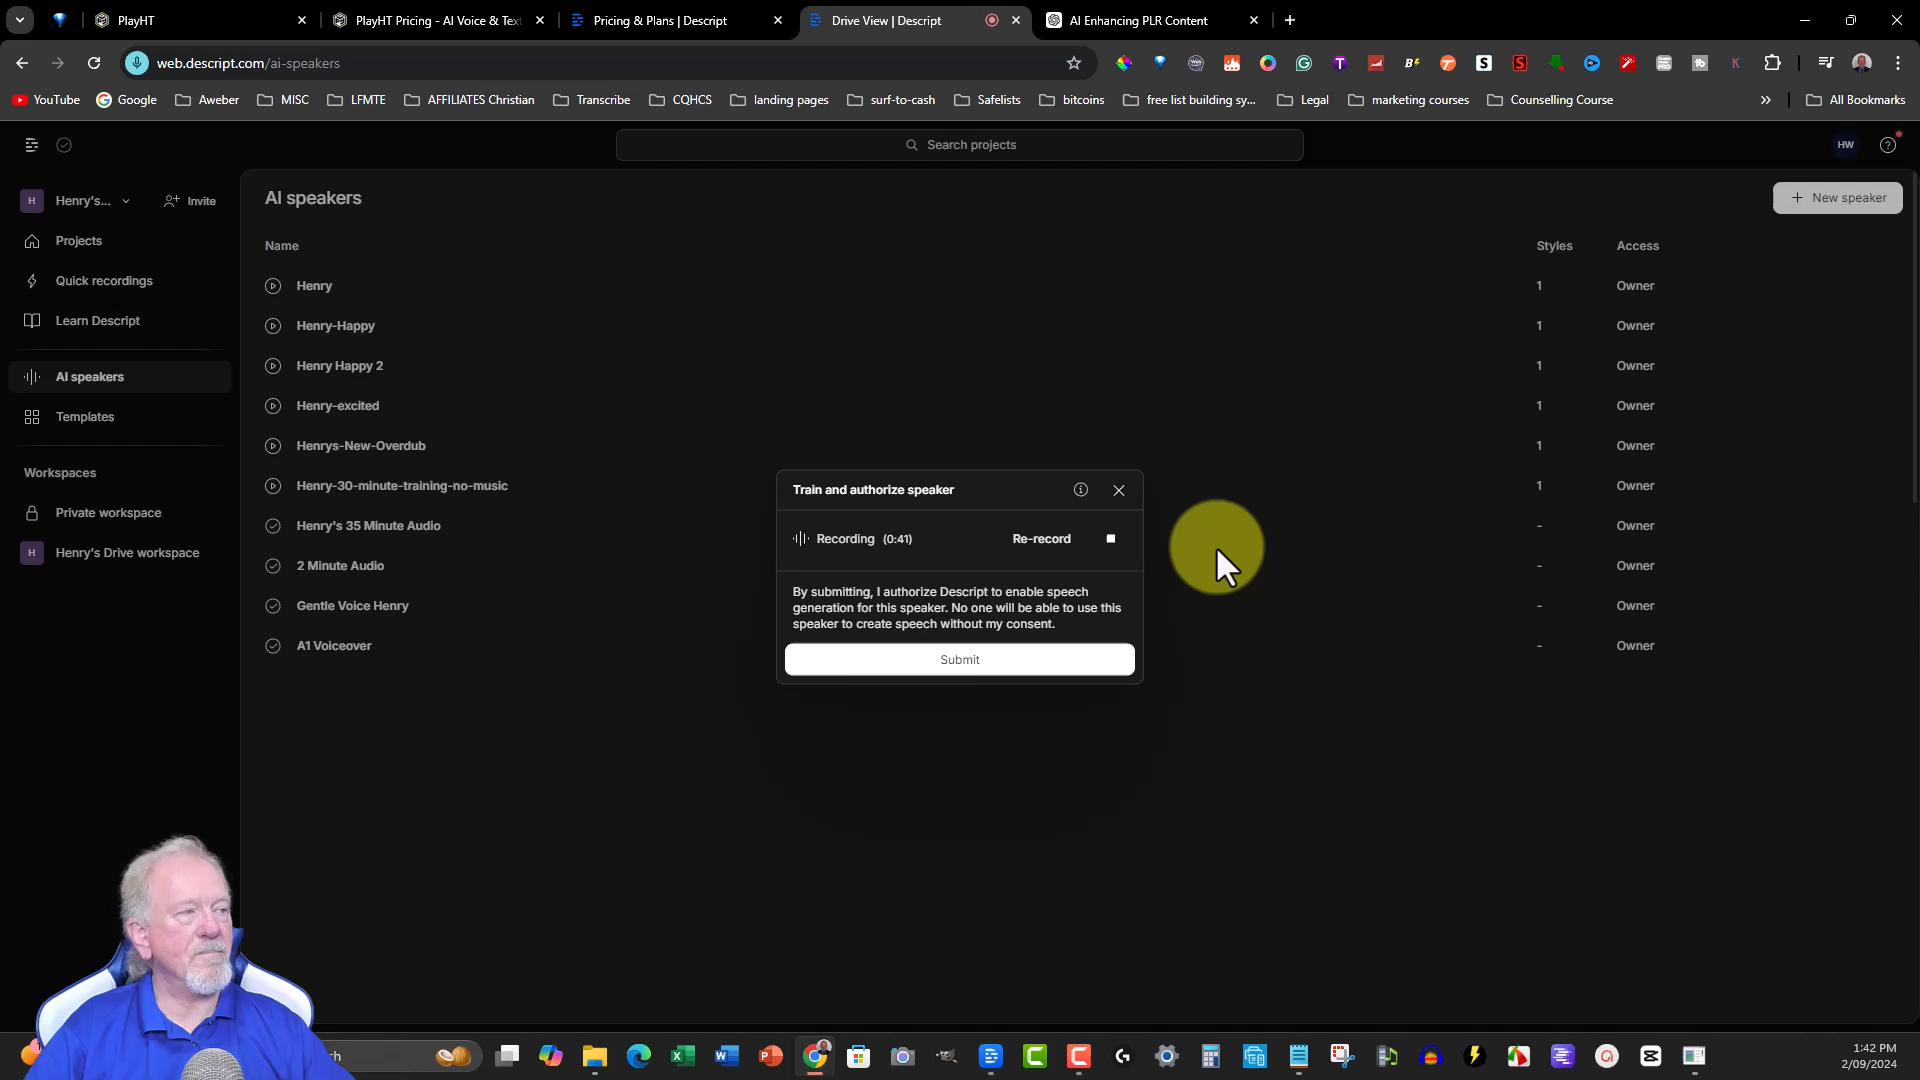 PlayHT
PlayHT Pricing - AI Voice & Text
Pricing & Plans | Descript
Drive View | Descript
AI Enhancing PLR Content
web.descript.com/ai-speakers
YouTube
Google
Aweber
MISC
LFMTE
AFFILIATES Christian
Transcribe
CQHCS
landing pages
surf-to-cash
Safelists
bitcoins
free list building sy...
Legal
marketing courses
Counselling Course
All Bookmarks
Search projects
HW
H Henry's...
Invite
Projects
Quick recordings
Learn Descript
AI speakers
Templates
Workspaces
Private workspace
H Henry's Drive workspace
AI speakers
New speaker
Name Styles Access
Henry 1 Owner
Henry-Happy 1 Owner
Henry Happy 2 1 Owner
Henry-excited 1 Owner
Henrys-New-Overdub 1 Owner
Henry-30-minute-training-no-music 1 Owner
Henry's 35 Minute Audio - Owner
2 Minute Audio - Owner
Gentle Voice Henry - Owner
A1 Voiceover - Owner
Train and authorize speaker
Recording (0:41) Re-record
By submitting, I authorize Descript to enable speech
generation for this speaker. No one will be able to use this
speaker to create speech without my consent.
Submit
1:42 PM
2/09/2024